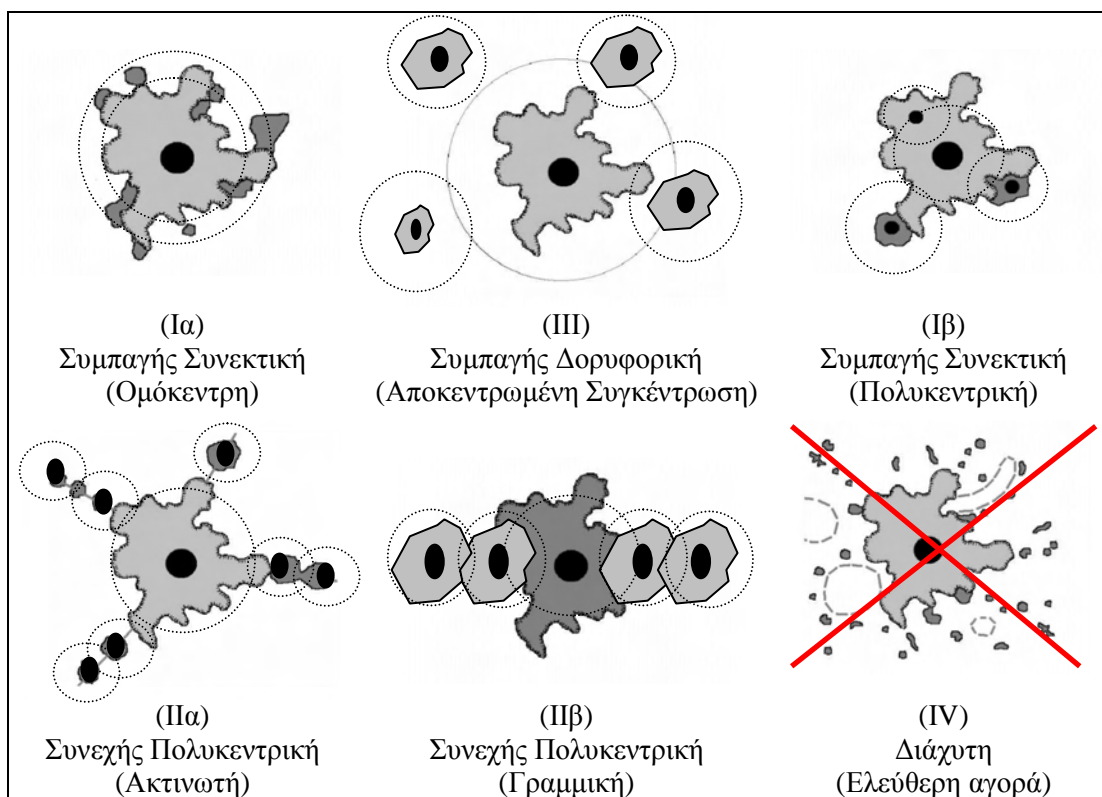 (Ια)
Συμπαγής Συνεκτική
(Ομόκεντρη)
(ΙΙΙ)
Συμπαγής Δορυφορική
(Αποκεντρωμένη Συγκέντρωση)
(Ιβ)
Συμπαγής Συνεκτική
(Πολυκεντρική)
(ΙΙα)
Συνεχής Πολυκεντρική
(Ακτινωτή)
(ΙΙβ)
Συνεχής Πολυκεντρική
(Γραμμική)
(IV)
Διάχυτη
(Ελεύθερη αγορά)